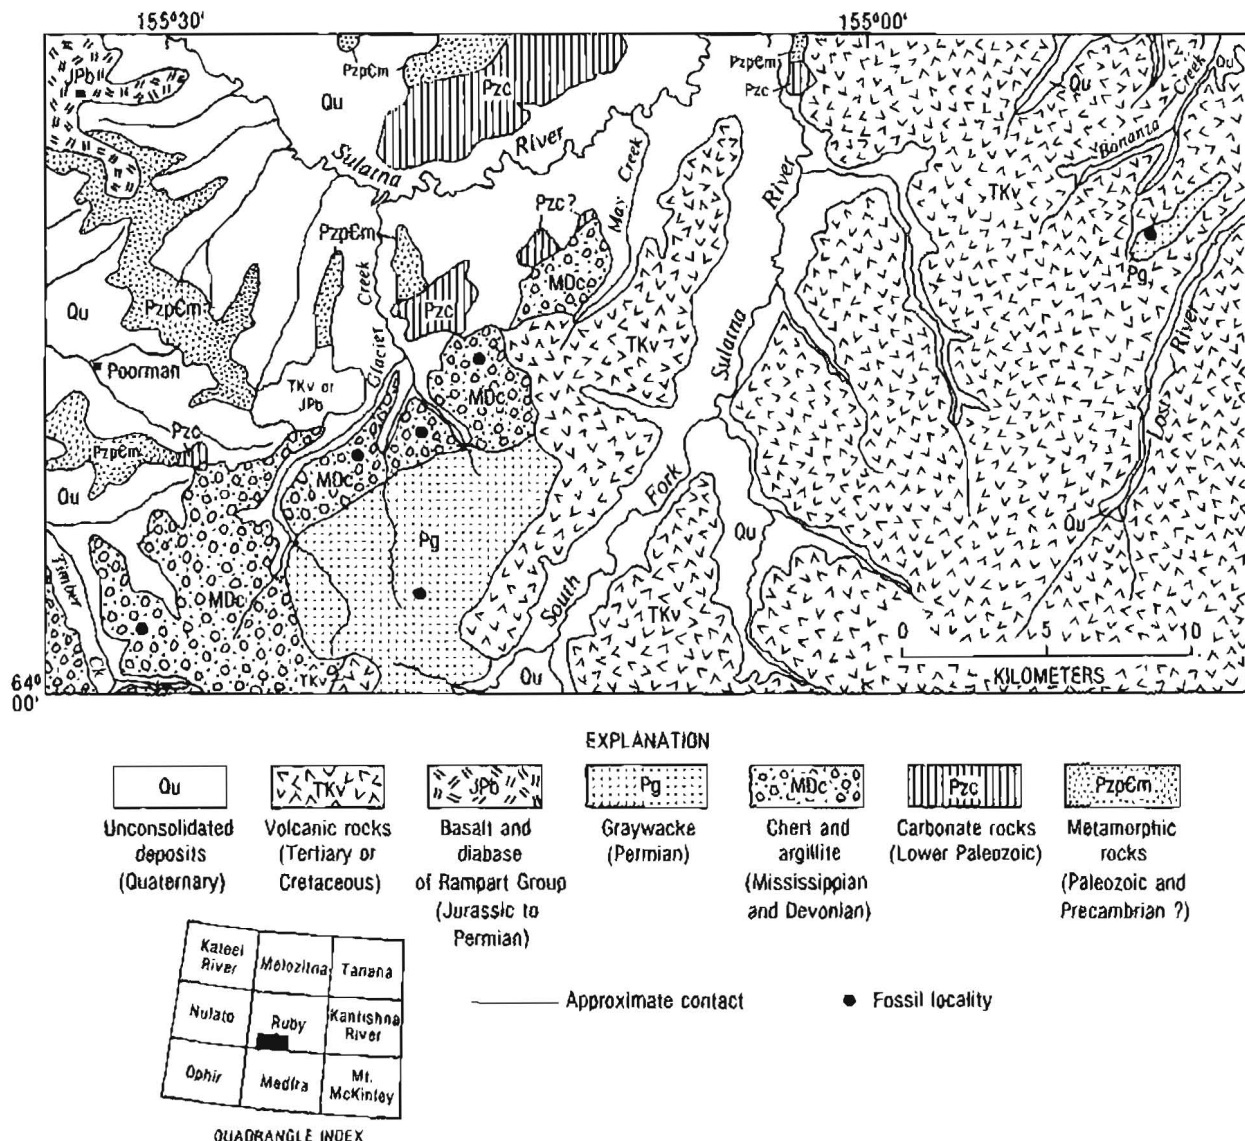 155°30'
155°00'
JPb
PzpЄm
Qu
Pzc
River
Sulatna
PzpЄm
Pzc
Qu
Creek
Qu
Bonanza
TKv
Pg
Creek
May
River
Pzc?
PzpЄm
MDc
Pzc
Creek
Glacier
PzpЄm
Qu
Poorman
TKv or
JPb
MDc
TKv
Sulatna
River
Lost
Pzc
PzpЄm
MDc
Qu
Pg
Fork
South
Qu
Qu
Timber
Ck
MDc
TKv
TKv
Qu
0 5 10
KILOMETERS
64°
00'
EXPLANATION
Qu
Unconsolidated
deposits
(Quaternary)
TKv
Volcanic rocks
(Tertiary or
Cretaceous)
JPb
Basalt and
diabase
of Rampart Group
(Jurassic to
Permian)
Pg
Graywacke
(Permian)
MDc
Chert and
argillite
(Mississippian
and Devonian)
Pzc
Carbonate rocks
(Lower Paleozoic)
PzpЄm
Metamorphic
rocks
(Paleozoic and
Precambrian ?)
Approximate contact
Fossil locality
Kateel
River
Melozitna
Tanana
Nulato
Ruby
Kantishna
River
Ophir
Medfra
Mt.
McKinley
QUADRANGLE INDEX